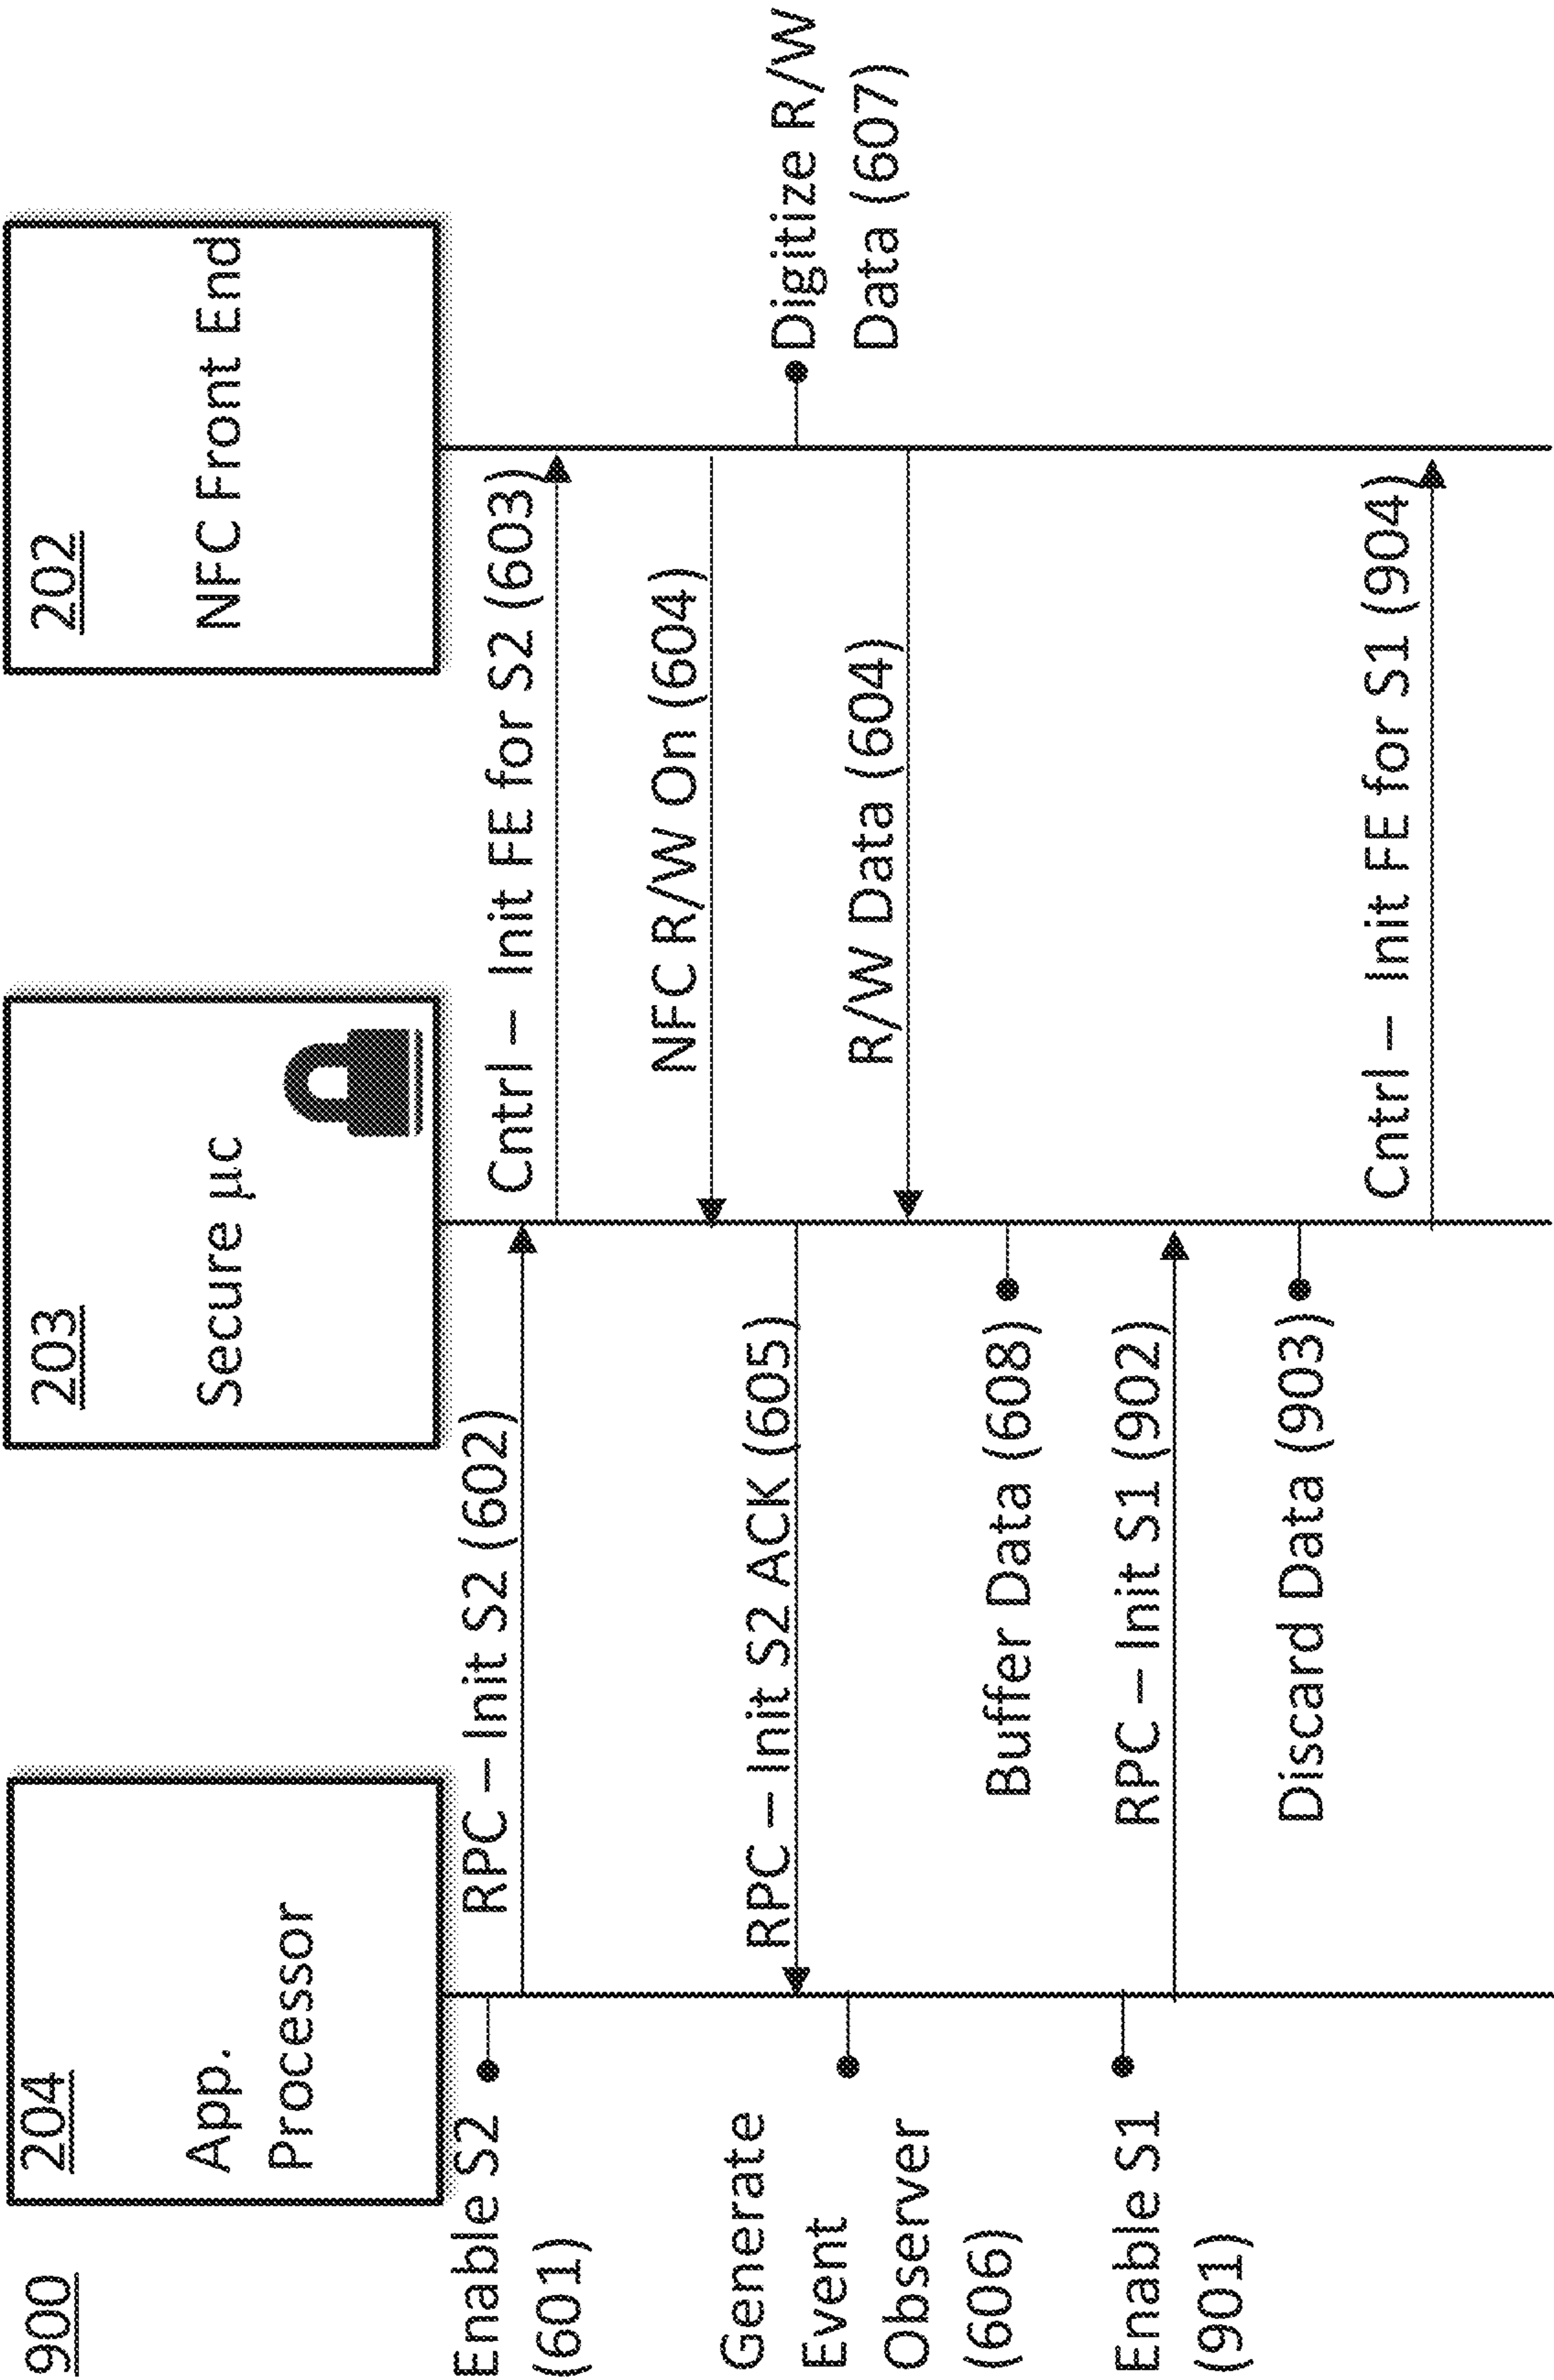 900
204
App.
Processor
203
Secure µc
202
NFC Front End
Enable S2
(601)
RPC – Init S2 (602)
Cntrl – Init FE for S2 (603)
NFC R/W On (604)
RPC – Init S2 ACK (605)
Generate
Event
Observer
(606)
Digitize R/W
Data (607)
R/W Data (604)
Buffer Data (608)
Enable S1
(901)
RPC – Init S1 (902)
Discard Data (903)
Cntrl – Init FE for S1 (904)